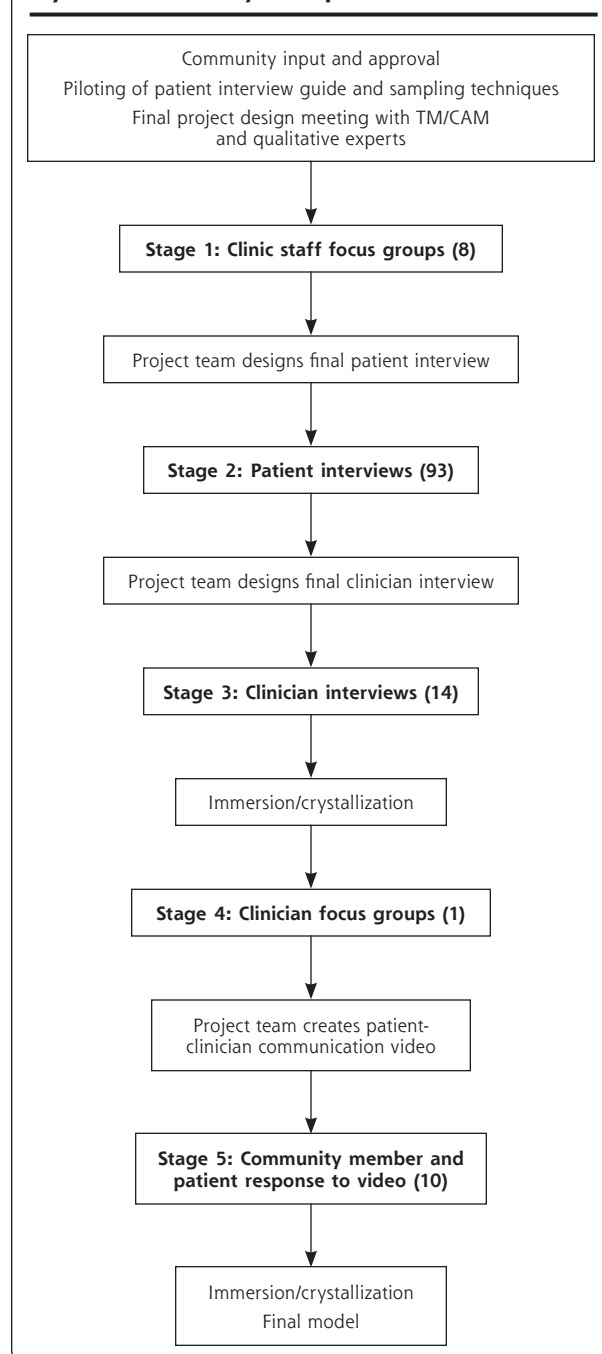 Community input and approval
Piloting of patient interview guide and sampling techniques
Final project design meeting with TM/CAM
and qualitative experts
Stage 1: Clinic staff focus groups (8)
Project team designs final patient interview
Stage 2: Patient interviews (93)
Project team designs final clinician interview
Stage 3: Clinician interviews (14)
Immersion/crystallization
Stage 4: Clinician focus groups (1)
Project team creates patient-
clinician communication video
Stage 5: Community member and
patient response to video (10)
Immersion/crystallization
Final model